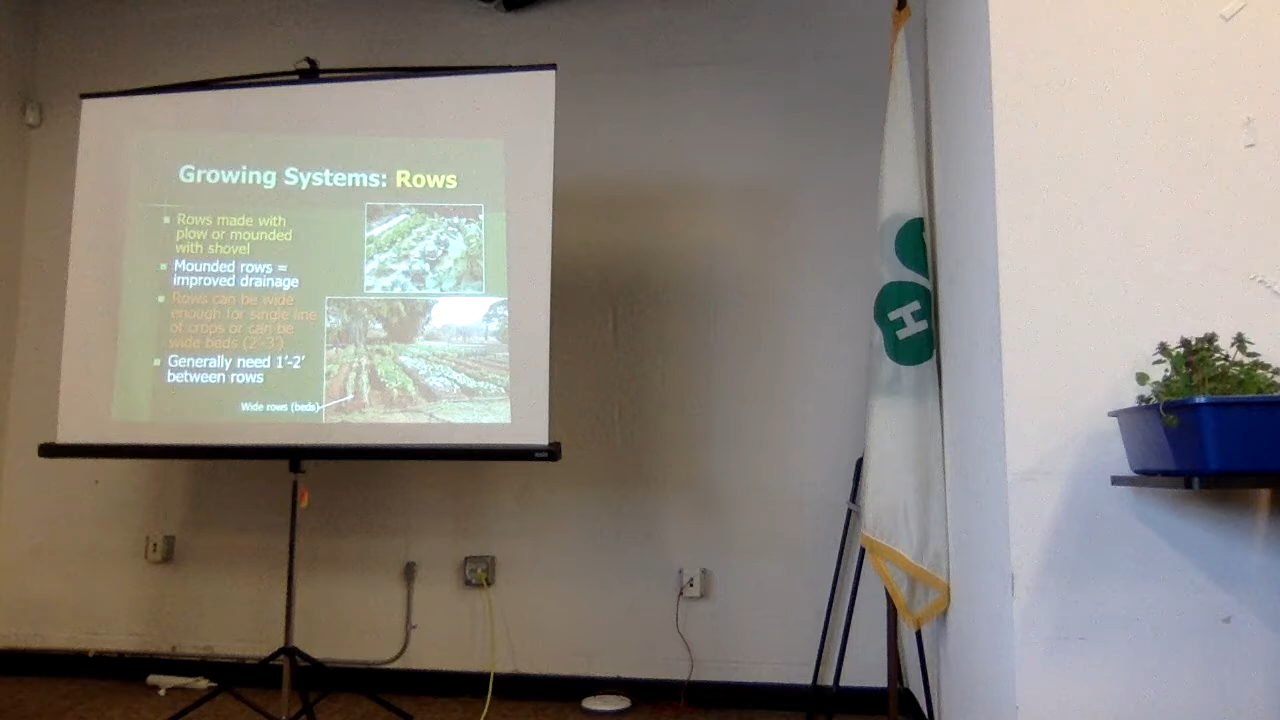 Growing Systems: Rows
Rows made with
plow or mounded
with shovel
Mounded rows =
improved drainage
Rows can be wide
enough for single line
of crops or can be
wide beds (2'-3')
Generally need 1'-2'
between rows
Wide rows (beds)
H